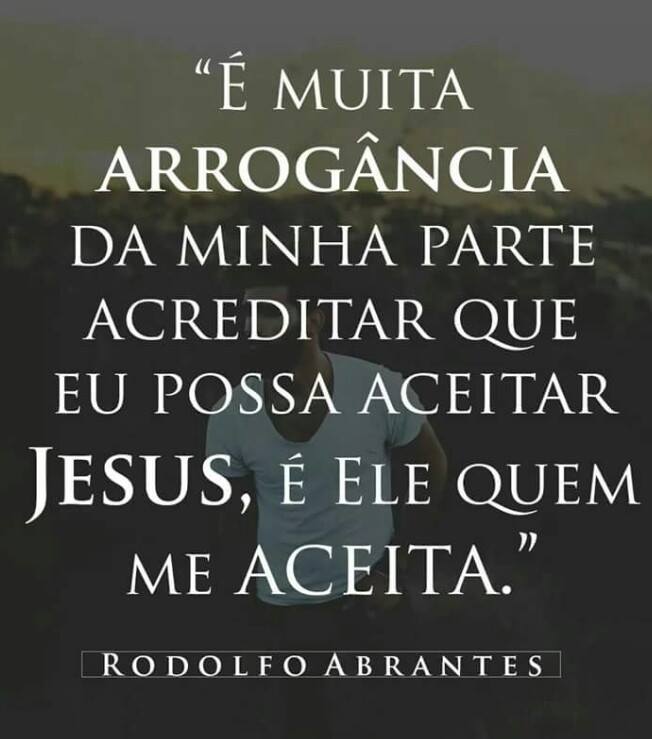 “É MUITA
ARROGÂNCIA
DA MINHA PARTE
ACREDITAR QUE
EU POSSA ACEITAR
JESUS, É ELE QUEM
ME ACEITA.”
RODOLFO ABRANTES